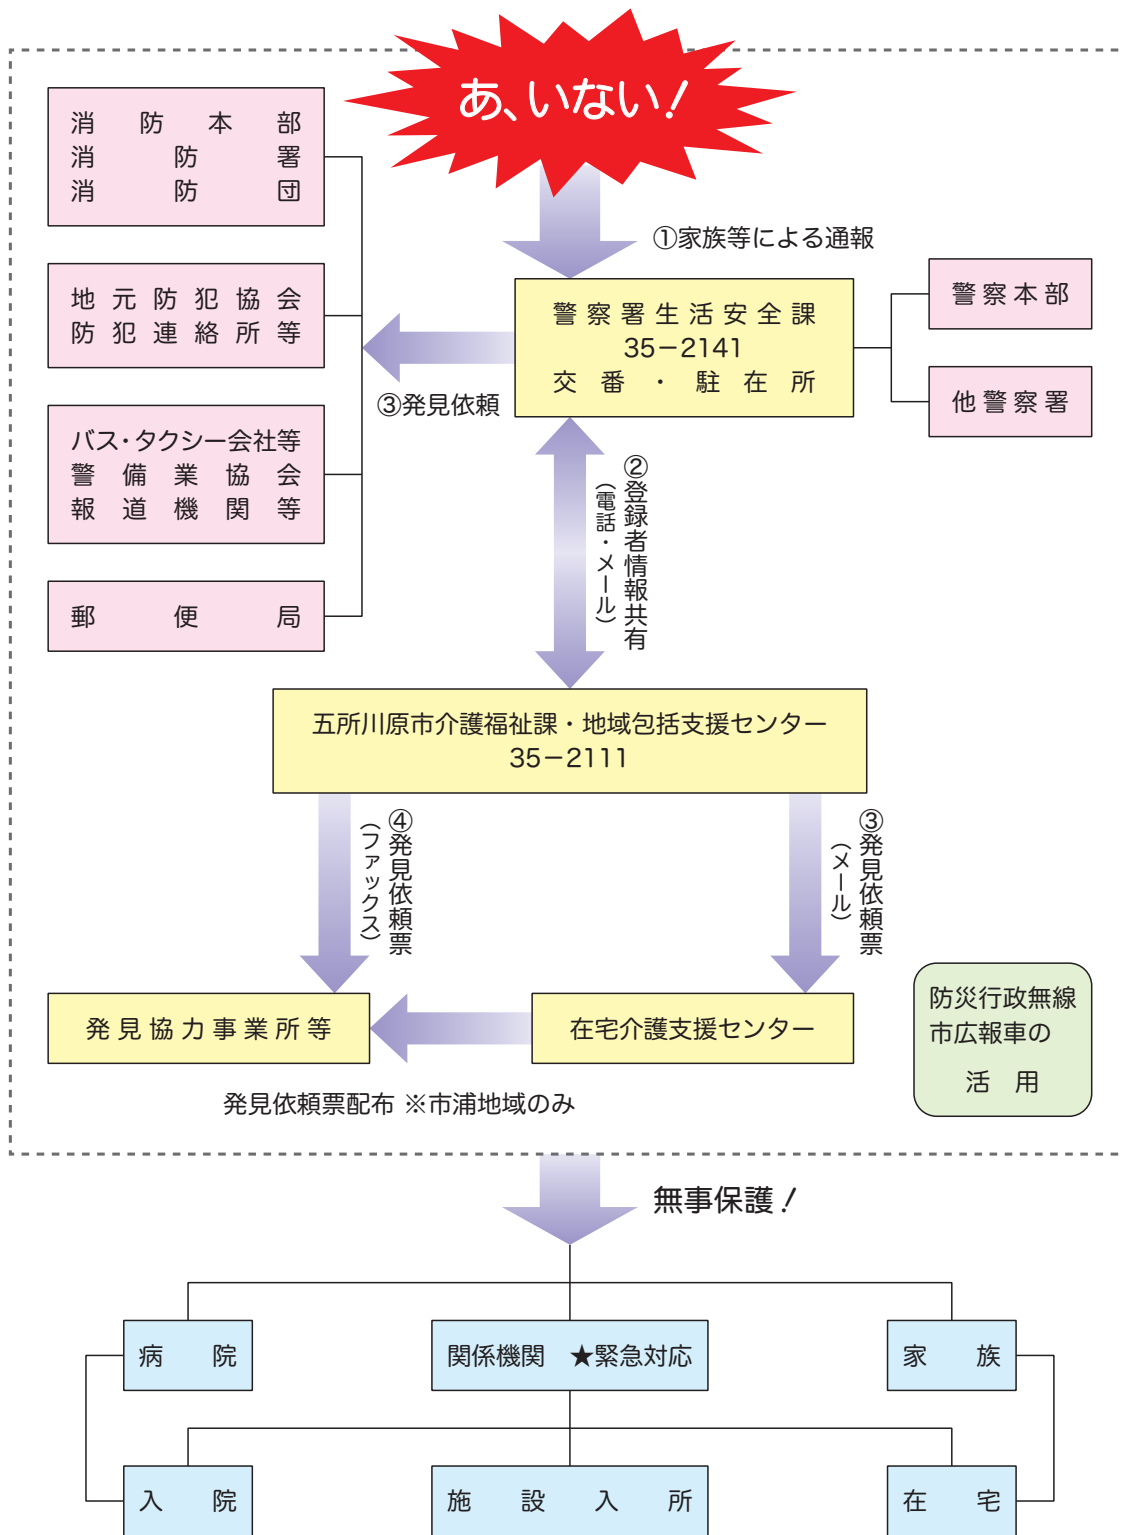 あ、いない!
①家族等による通報
消防本部
消防署
消防団
地元防犯協会
防犯連絡所等
バス・タクシー会社等
警備業協会
報道機関等
郵便局
③発見依頼
警察署生活安全課
35−2141
交番・駐在所
警察本部
他警察署
②登録者情報共有
(電話・メール)
五所川原市介護福祉課・地域包括支援センター
35−2111
④発見依頼票
(ファックス)
③発見依頼票
(メール)
発見協力事業所等
在宅介護支援センター
発見依頼票配布 ※市浦地域のみ
防災行政無線
市広報車の
活用
無事保護!
病院
関係機関 ★緊急対応
家族
入院
施設入所
在宅